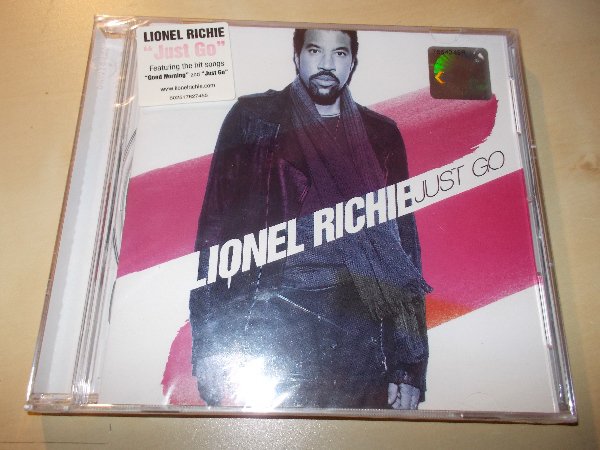 LIONEL RICHIE
"Just Go"
Featuring the hit songs
"Good Morning" and "Just Go"
www.lionelrichie.com
LIONEL RICHIE JUST GO